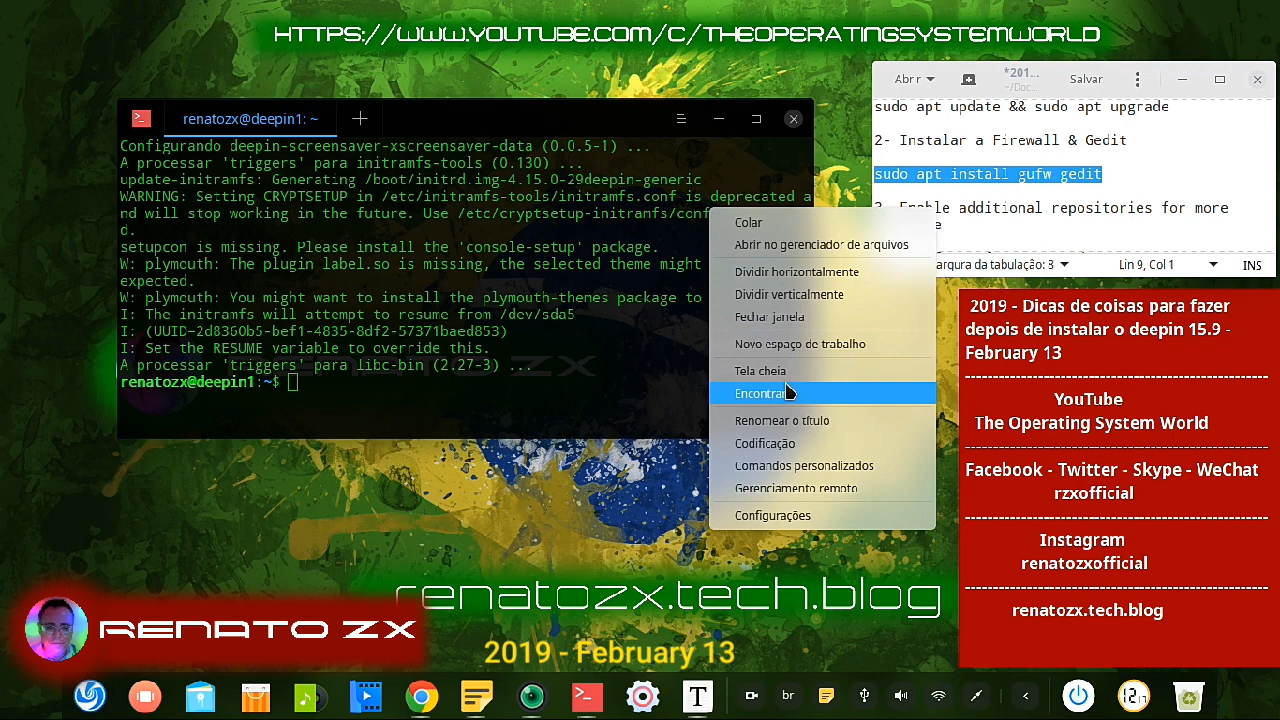 HTTPS://WWW.YOUTUBE.COM/C/THEOPERATINGSYSTEMWORLD
renatozx@deepin1: ~
Configurando deepin-screensaver-xscreensaver-data (0.0.5-1) ...
A processar 'triggers' para initramfs-tools (0.130) ...
update-initramfs: Generating /boot/initrd.img-4.15.0-29deepin-generic
WARNING: Setting CRYPTSETUP in /etc/initramfs-tools/initramfs.conf is deprecated a
nd will stop working in the future. Use /etc/cryptsetup-initramfs/conf
d.
setupcon is missing. Please install the 'console-setup' package.
W: plymouth: The plugin label.so is missing, the selected theme might
expected.
W: plymouth: You might want to install the plymouth-themes package to
I: The initramfs will attempt to resume from /dev/sda5
I: (UUID=2d8360b5-bef1-4835-8df2-57371baed853)
I: Set the RESUME variable to override this.
A processar 'triggers' para libc-bin (2.27-3) ...
renatozx@deepin1:~$
Colar
Abrir no gerenciador de arquivos
Dividir horizontalmente
Dividir verticalmente
Fechar janela
Novo espaço de trabalho
Tela cheia
Encontrar
Renomear o título
Codificação
Comandos personalizados
Gerenciamento remoto
Configurações
Abrir
*201...
~/Doc...
Salvar
sudo apt update && sudo apt upgrade
2- Instalar a Firewall & Gedit
sudo apt install gufw gedit
3- Enable additional repositories for more
e
argura da tabulação: 8
Lin 9, Col 1
INS
2019 - Dicas de coisas para fazer
depois de instalar o deepin 15.9 -
February 13
YouTube
The Operating System World
Facebook - Twitter - Skype - WeChat
rzxofficial
Instagram
renatozxofficial
renatozx.tech.blog
renatozx.tech.blog
RENATO ZX
2019 - February 13
br